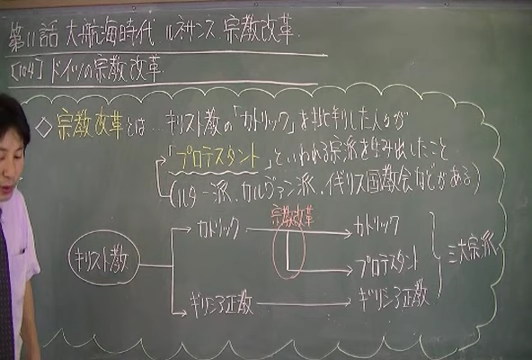 第11話 大航海時代 ルネサンス 宗教改革.
[104] ドイツの宗教改革.
◇宗教改革とは…キリスト教の「カトリック」を批判した人々が
「プロテスタント」といわれる宗派を生み出したこと
(ルター派、カルヴァン派、イギリス国教会などがある)
宗教改革
カトリック
カトリック
キリスト教
プロテスタント
三大宗派
ギリシア正教
ギリシア正教